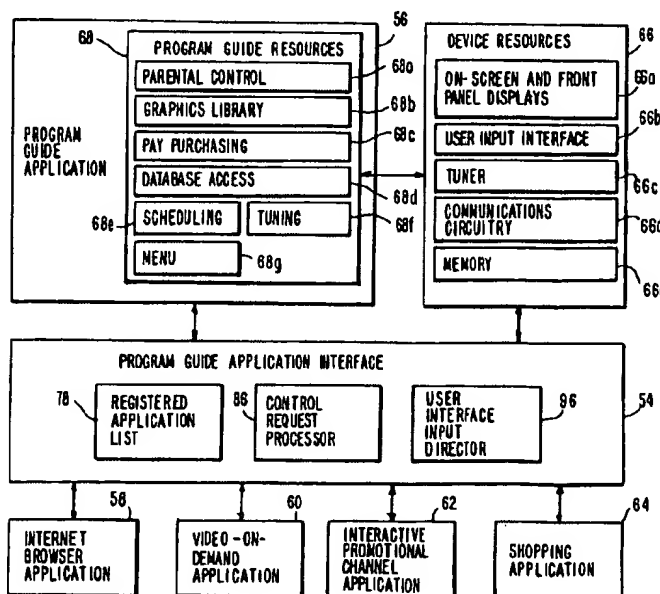 68
PROGRAM GUIDE RESOURCES
56
DEVICE RESOURCES
66
PARENTAL CONTROL
68a
ON-SCREEN AND FRONT
PANEL DISPLAYS
66a
GRAPHICS LIBRARY
68b
66b
PROGRAM
GUIDE
APPLICATION
PAY PURCHASING
68c
USER INPUT INTERFACE
DATABASE ACCESS
68d
TUNER
66c
68e
SCHEDULING
TUNING
68f
COMMUNICATIONS
CIRCUITRY
66d
MENU
68g
MEMORY
66
PROGRAM GUIDE APPLICATION INTERFACE
78
REGISTERED
APPLICATION
LIST
86
CONTROL
REQUEST
PROCESSOR
USER
INTERFACE
INPUT
DIRECTOR
96
54
58
INTERNET
BROWSER
APPLICATION
60
VIDEO-ON-
DEMAND
APPLICATION
62
INTERACTIVE
PROMOTIONAL
CHANNEL
APPLICATION
64
SHOPPING
APPLICATION